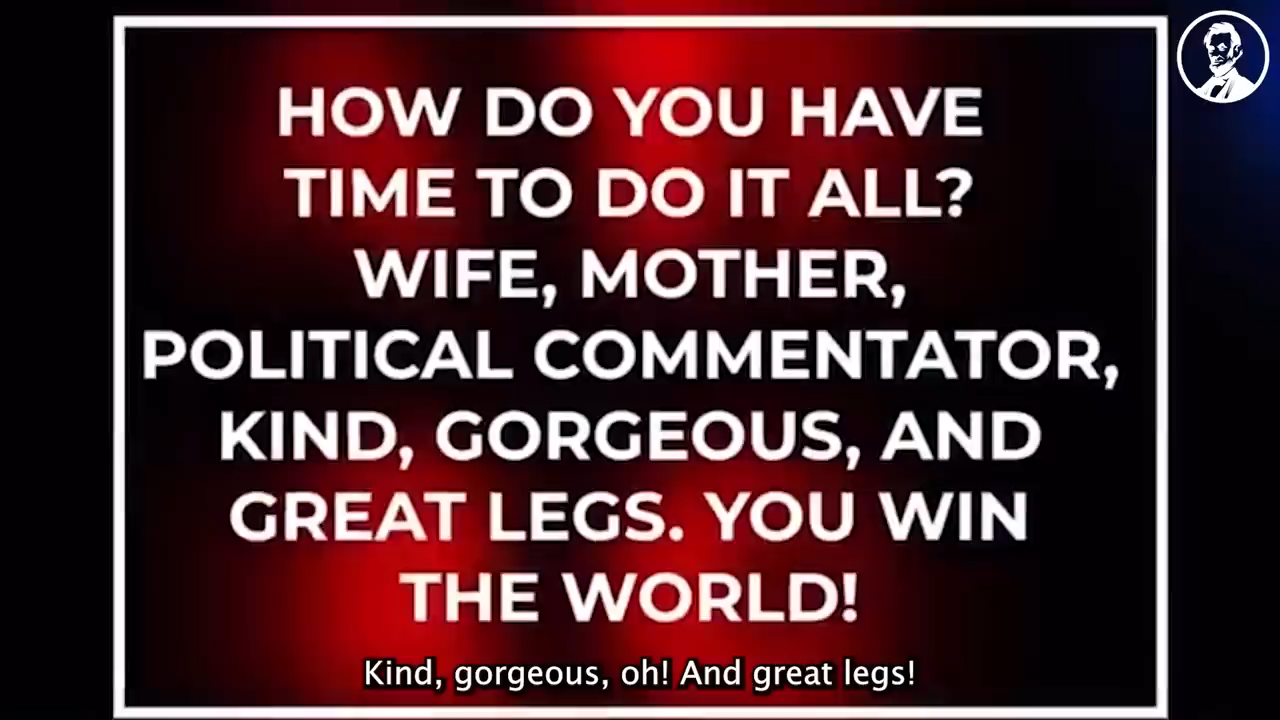 HOW DO YOU HAVE
TIME TO DO IT ALL?
WIFE, MOTHER,
POLITICAL COMMENTATOR,
KIND, GORGEOUS, AND
GREAT LEGS. YOU WIN
THE WORLD!
Kind, gorgeous, oh! And great legs!